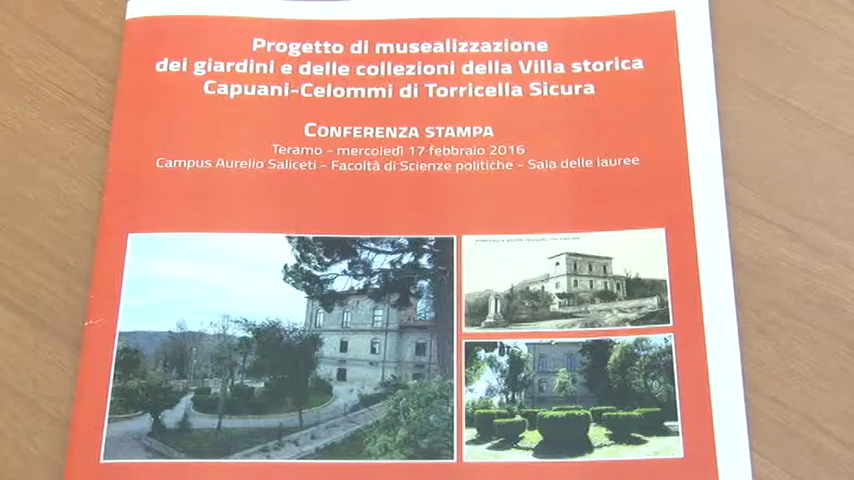 Progetto di musealizzazione
dei giardini e delle collezioni della Villa storica
Capuani-Celommi di Torricella Sicura
CONFERENZA STAMPA
Teramo - mercoledì 17 febbraio 2016
Campus Aurelio Saliceti - Facoltà di Scienze politiche - Sala delle lauree